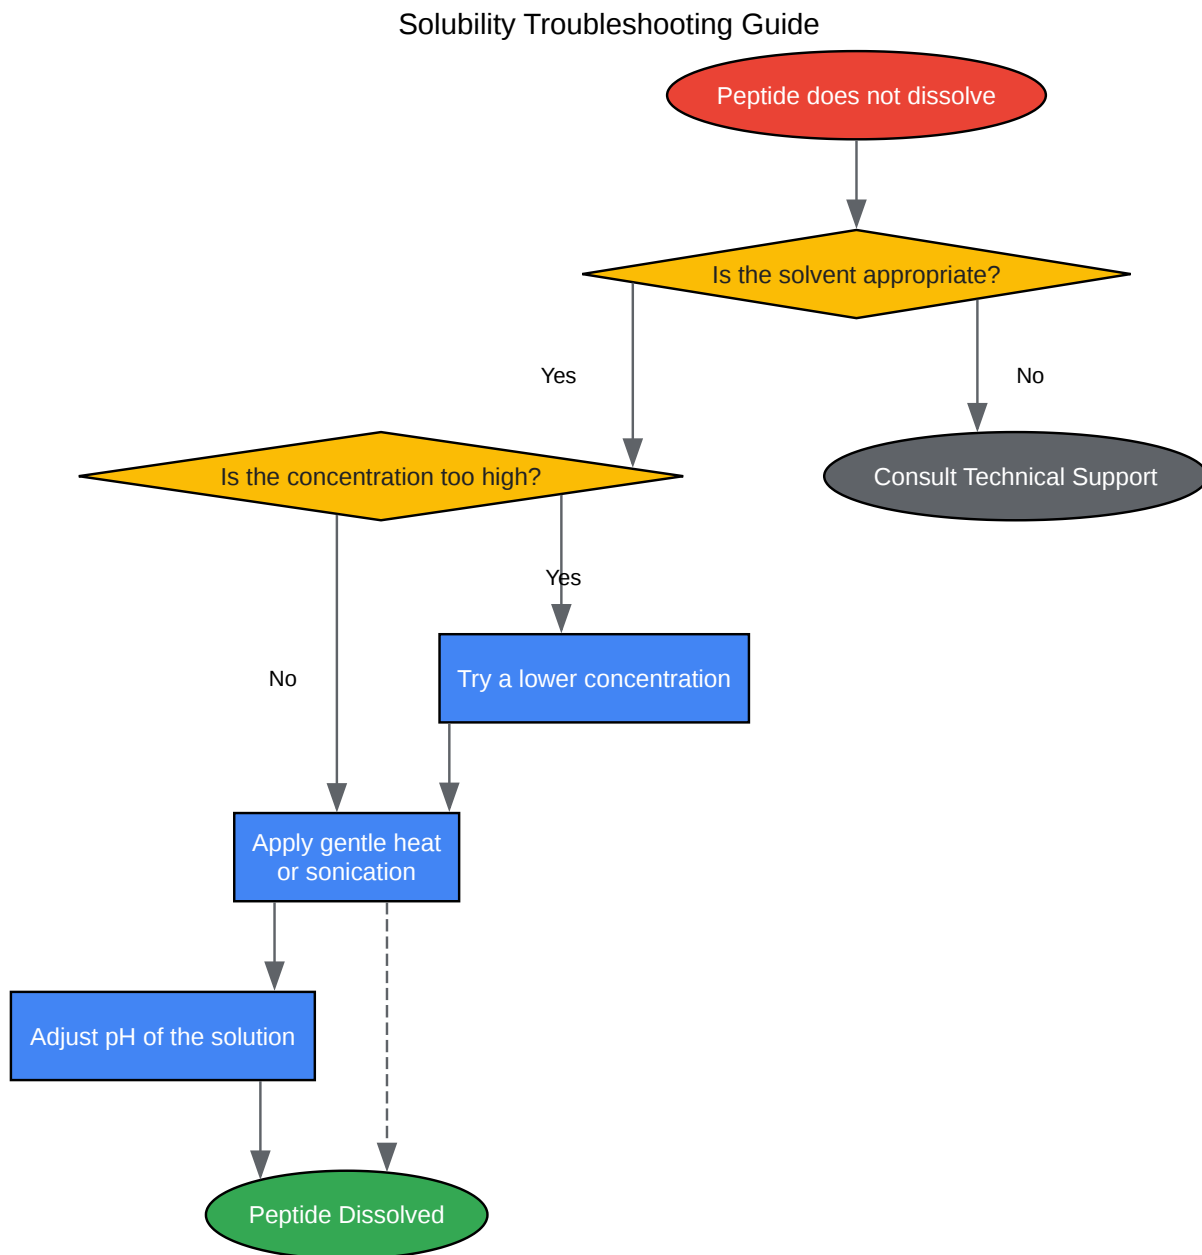 Solubility Troubleshooting Guide
Peptide does not dissolve
Is the solvent appropriate?
Yes
No
Is the concentration too high?
Consult Technical Support
Yes
No
Try a lower concentration
Apply gentle heat
or sonication
Adjust pH of the solution
Peptide Dissolved